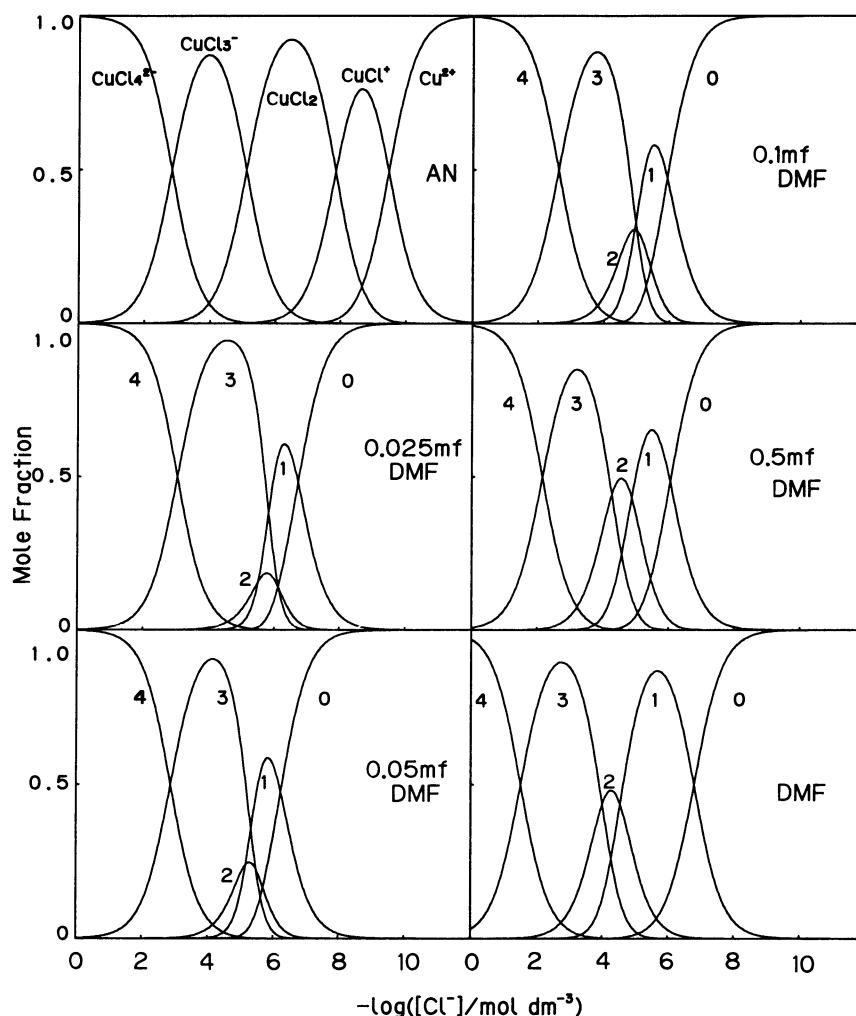 1.0
CuCl4²⁻
CuCl3⁻
CuCl2
CuCl⁺
Cu²⁺
AN
0.5
0
4
3
2
1
0
0.1mf
DMF
1.0
4
3
2
1
0
0.025mf
DMF
0.5
0
4
3
2
1
0
0.5mf
DMF
1.0
4
3
2
1
0
0.05mf
DMF
0.5
0
4
3
2
1
0
DMF
0 2 4 6 8 10 0 2 4 6 8 10
Mole Fraction
-log([Cl⁻]/mol dm⁻³)